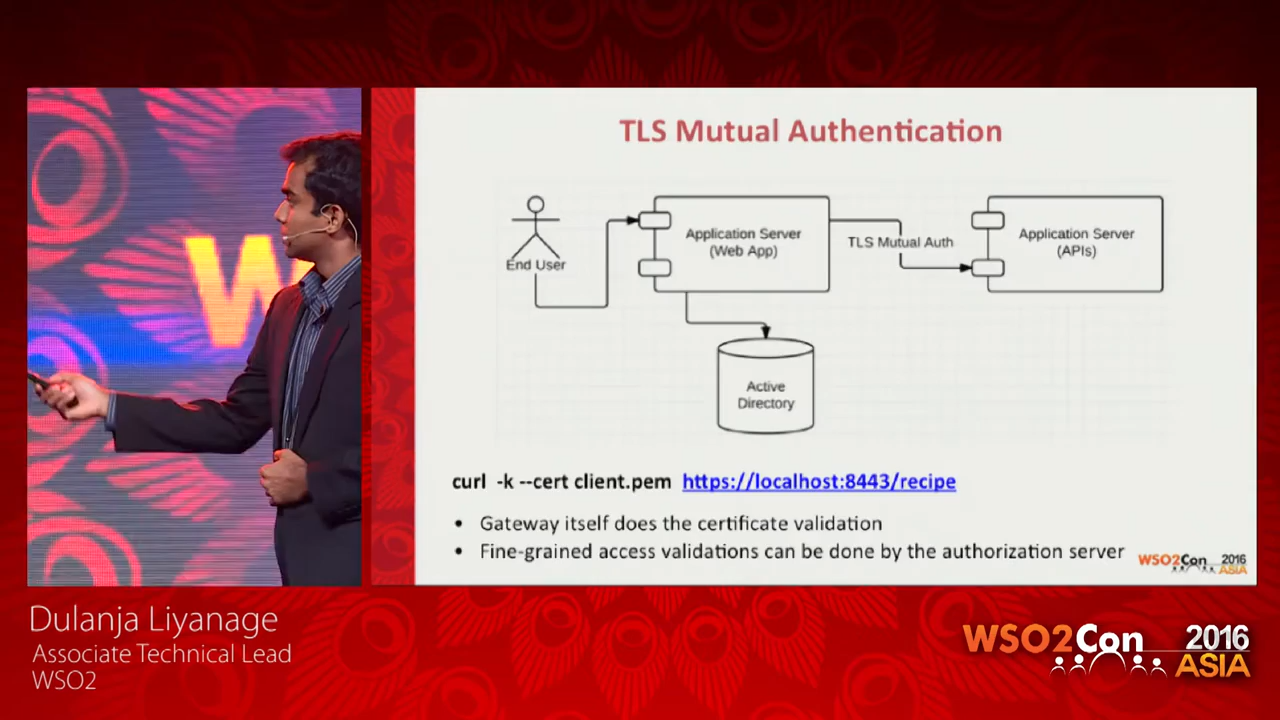 TLS Mutual Authentication
End User
Application Server
(Web App)
TLS Mutual Auth
Application Server
(APIs)
Active
Directory
curl -k --cert client.pem https://localhost:8443/recipe
• Gateway itself does the certificate validation
• Fine-grained access validations can be done by the authorization server
WSO2Con 2016
ASIA
W
Dulanja Liyanage
Associate Technical Lead
WSO2
WSO2Con 2016
ASIA